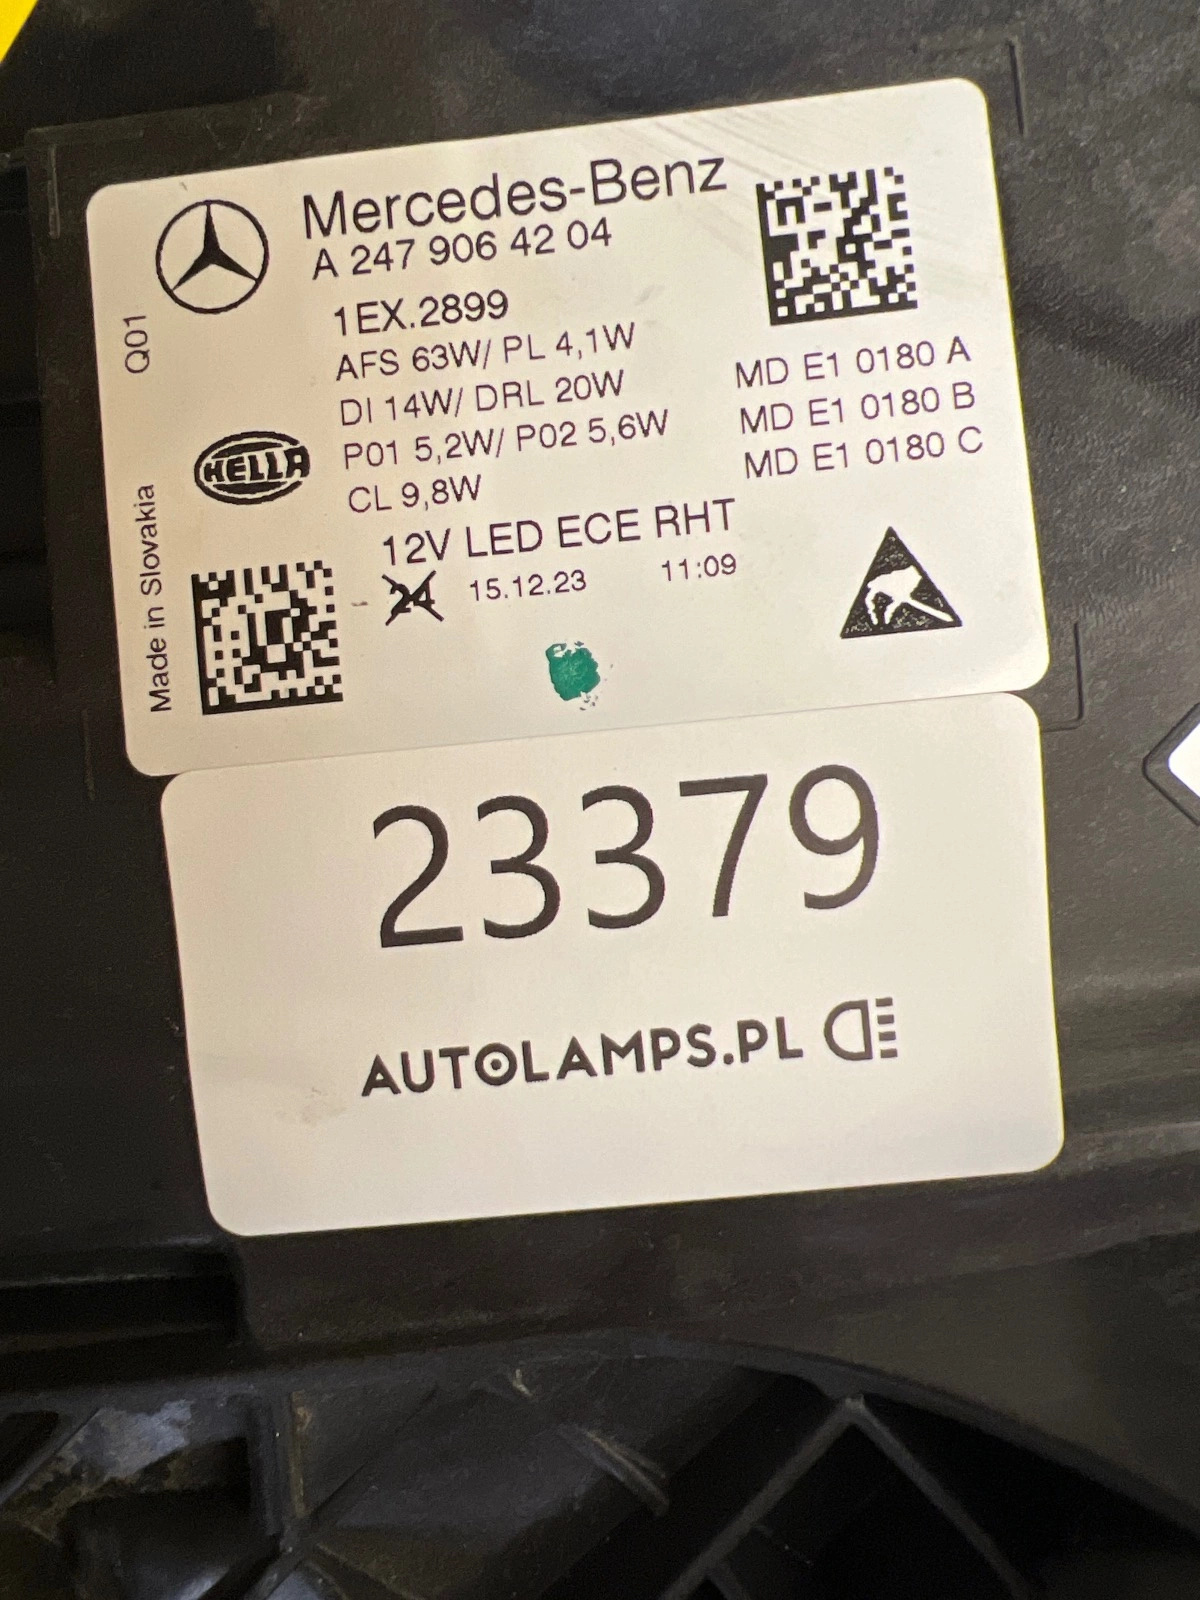 Mercedes-Benz
A 247 906 42 04
1EX.2899
AFS 63W/ PL 4,1W
DI 14W/ DRL 20W
P01 5,2W/ P02 5,6W
CL 9,8W
MD E1 0180 A
MD E1 0180 B
MD E1 0180 C
12V LED ECE RHT
24 15.12.23 11:09
Q01
HELLA
Made in Slovakia
23379
AUTOLAMPS.PL